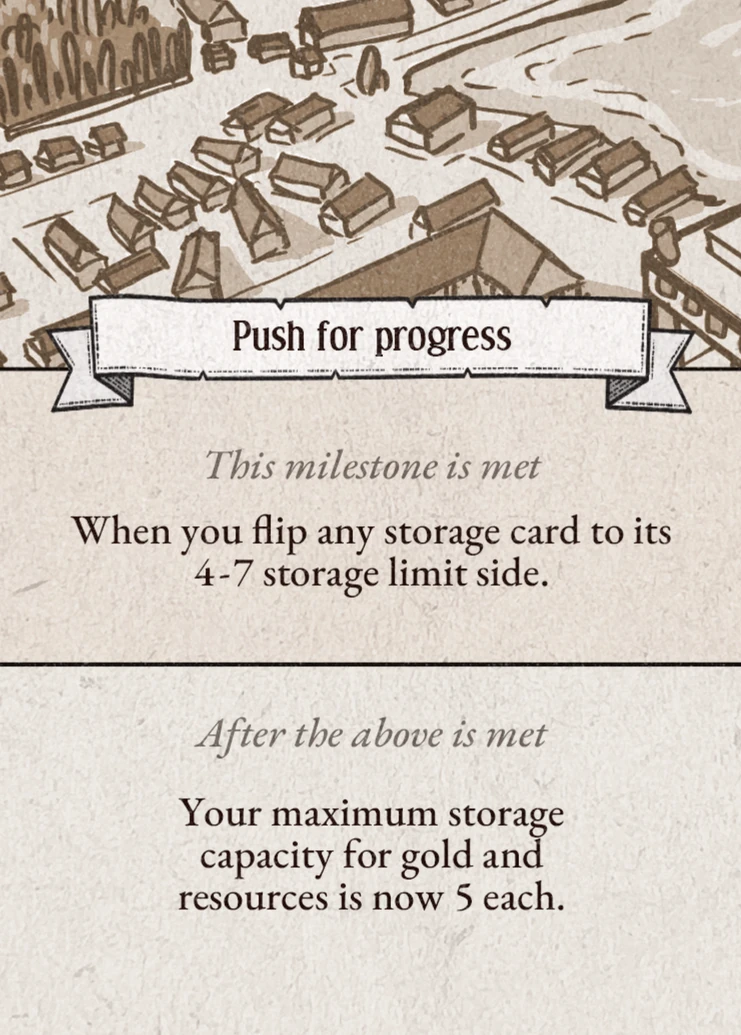 Push for progress
This milestone is met
When you flip any storage card to its
4-7 storage limit side.
After the above is met
Your maximum storage
capacity for gold and
resources is now 5 each.